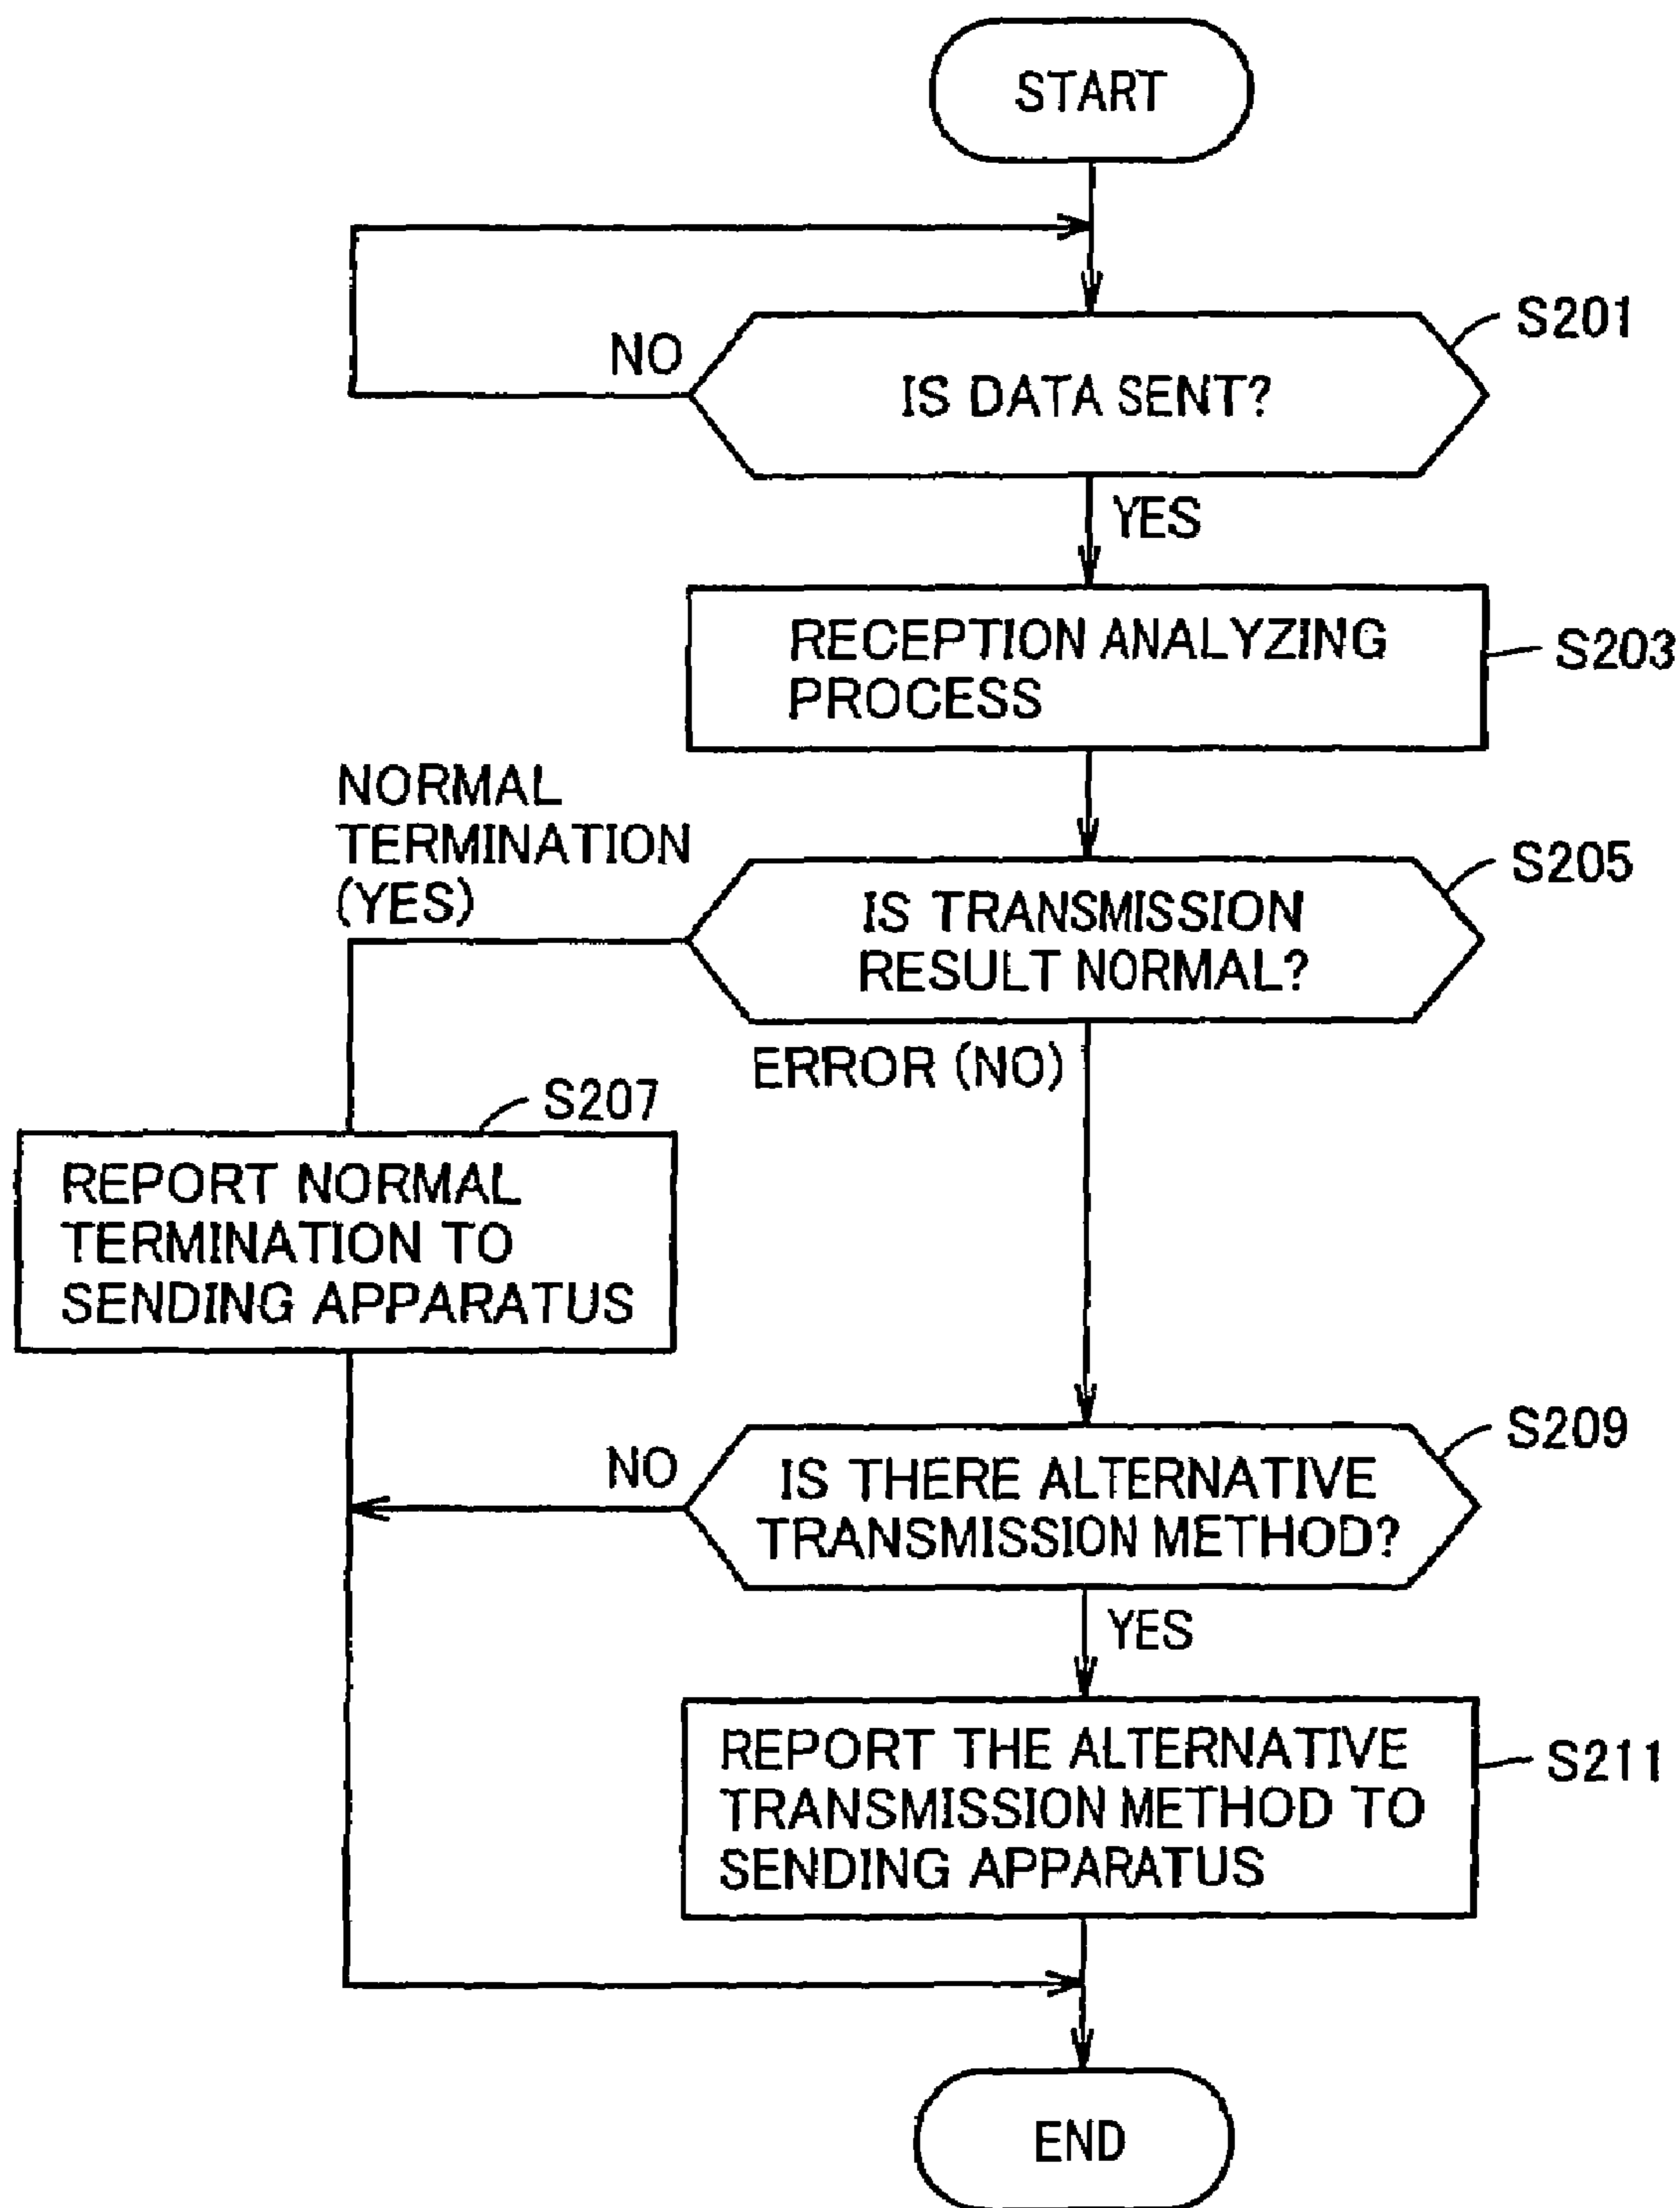 START
S201
NO
IS DATA SENT?
YES
RECEPTION ANALYZING
PROCESS
S203
NORMAL
TERMINATION
(YES)
S205
IS TRANSMISSION
RESULT NORMAL?
ERROR (NO)
S207
REPORT NORMAL
TERMINATION TO
SENDING APPARATUS
S209
NO
IS THERE ALTERNATIVE
TRANSMISSION METHOD?
YES
REPORT THE ALTERNATIVE
TRANSMISSION METHOD TO
SENDING APPARATUS
S211
END